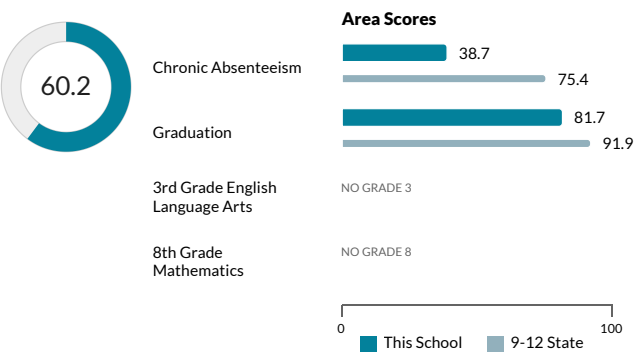 Area Scores
60.2
Chronic Absenteeism
38.7
75.4
Graduation
81.7
91.9
3rd Grade English
Language Arts
NO GRADE 3
8th Grade
Mathematics
NO GRADE 8
0
100
This School
9-12 State